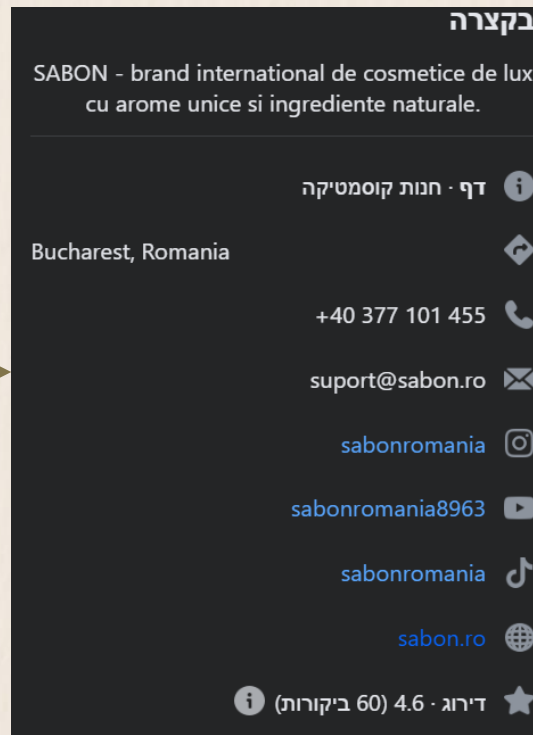 בקצרה
SABON - brand international de cosmetice de lux
cu arome unice si ingrediente naturale.
דף · חנות קוסמטיקה
Bucharest, Romania
+40 377 101 455
suport@sabon.ro
sabonromania
sabonromania8963
sabonromania
sabon.ro
דירוג · 4.6 (60 ביקורות)